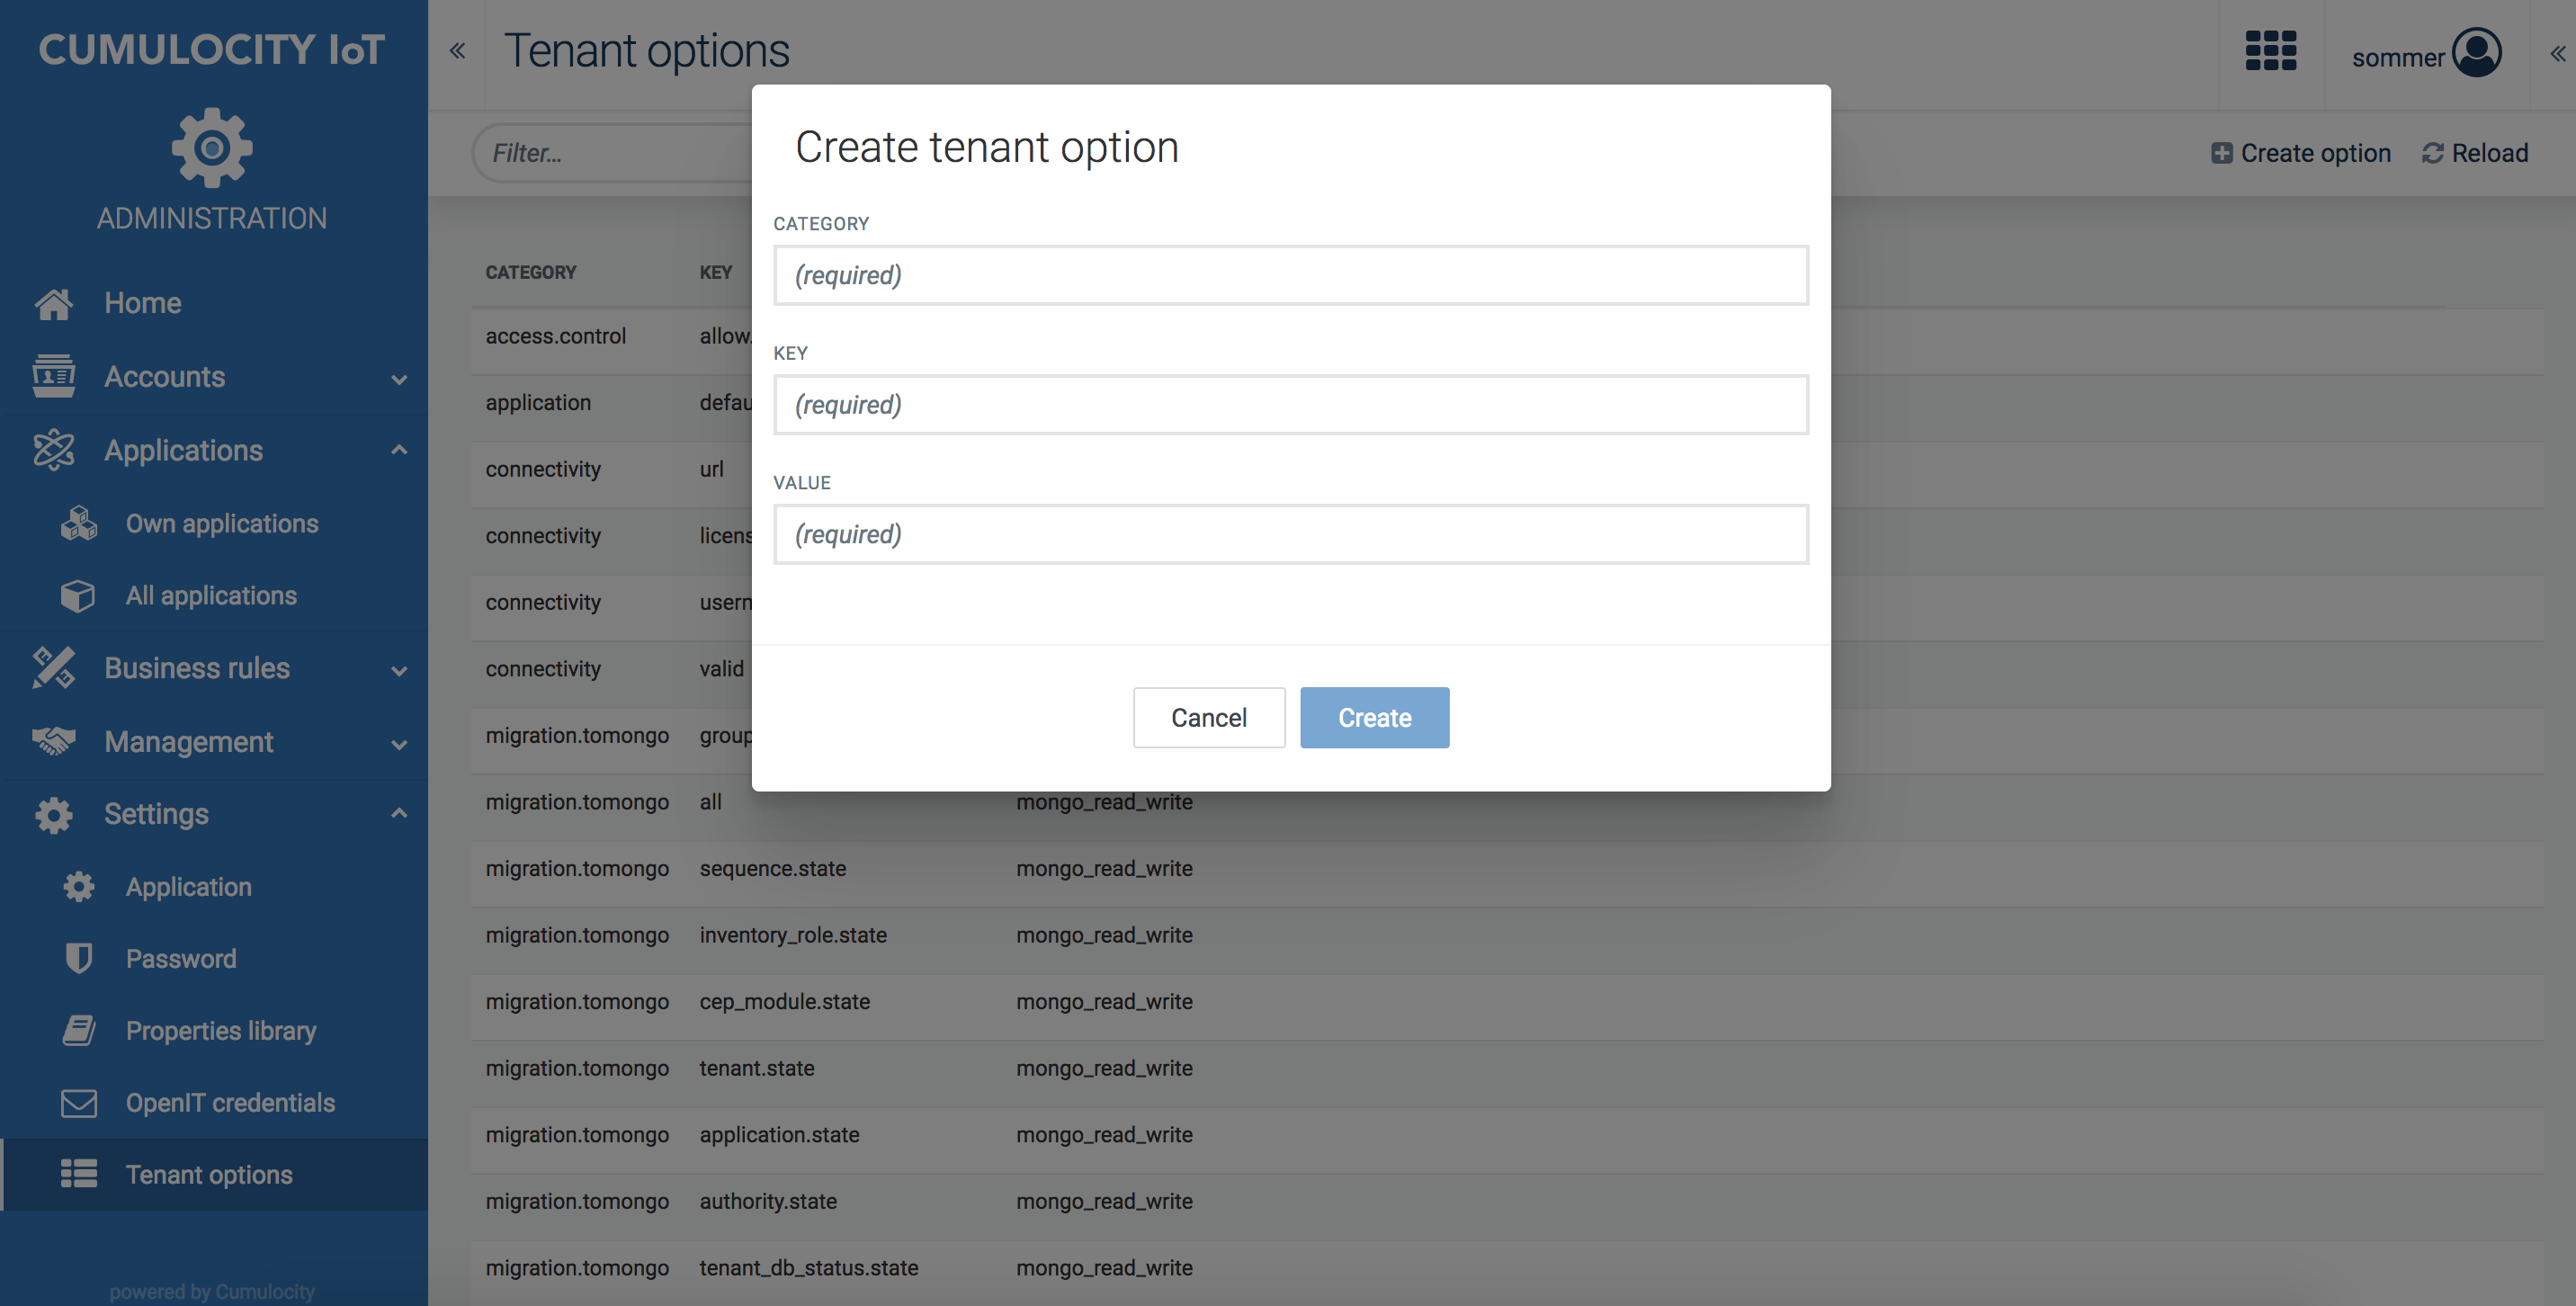 CUMULOCITY IoT
ADMINISTRATION
Home
Accounts
Applications
Own applications
All applications
Business rules
Management
Settings
Application
Password
Properties library
OpenIT credentials
Tenant options
powered by Cumulocity
Tenant options
sommer
Filter...
Create option
Reload
CATEGORY KEY
access.control allow.
application defau
connectivity url
connectivity licens
connectivity usern
connectivity valid
migration.tomongo group
migration.tomongo all mongo_read_write
migration.tomongo sequence.state mongo_read_write
migration.tomongo inventory_role.state mongo_read_write
migration.tomongo cep_module.state mongo_read_write
migration.tomongo tenant.state mongo_read_write
migration.tomongo application.state mongo_read_write
migration.tomongo authority.state mongo_read_write
migration.tomongo tenant_db_status.state mongo_read_write
Create tenant option
CATEGORY
(required)
KEY
(required)
VALUE
(required)
Cancel
Create